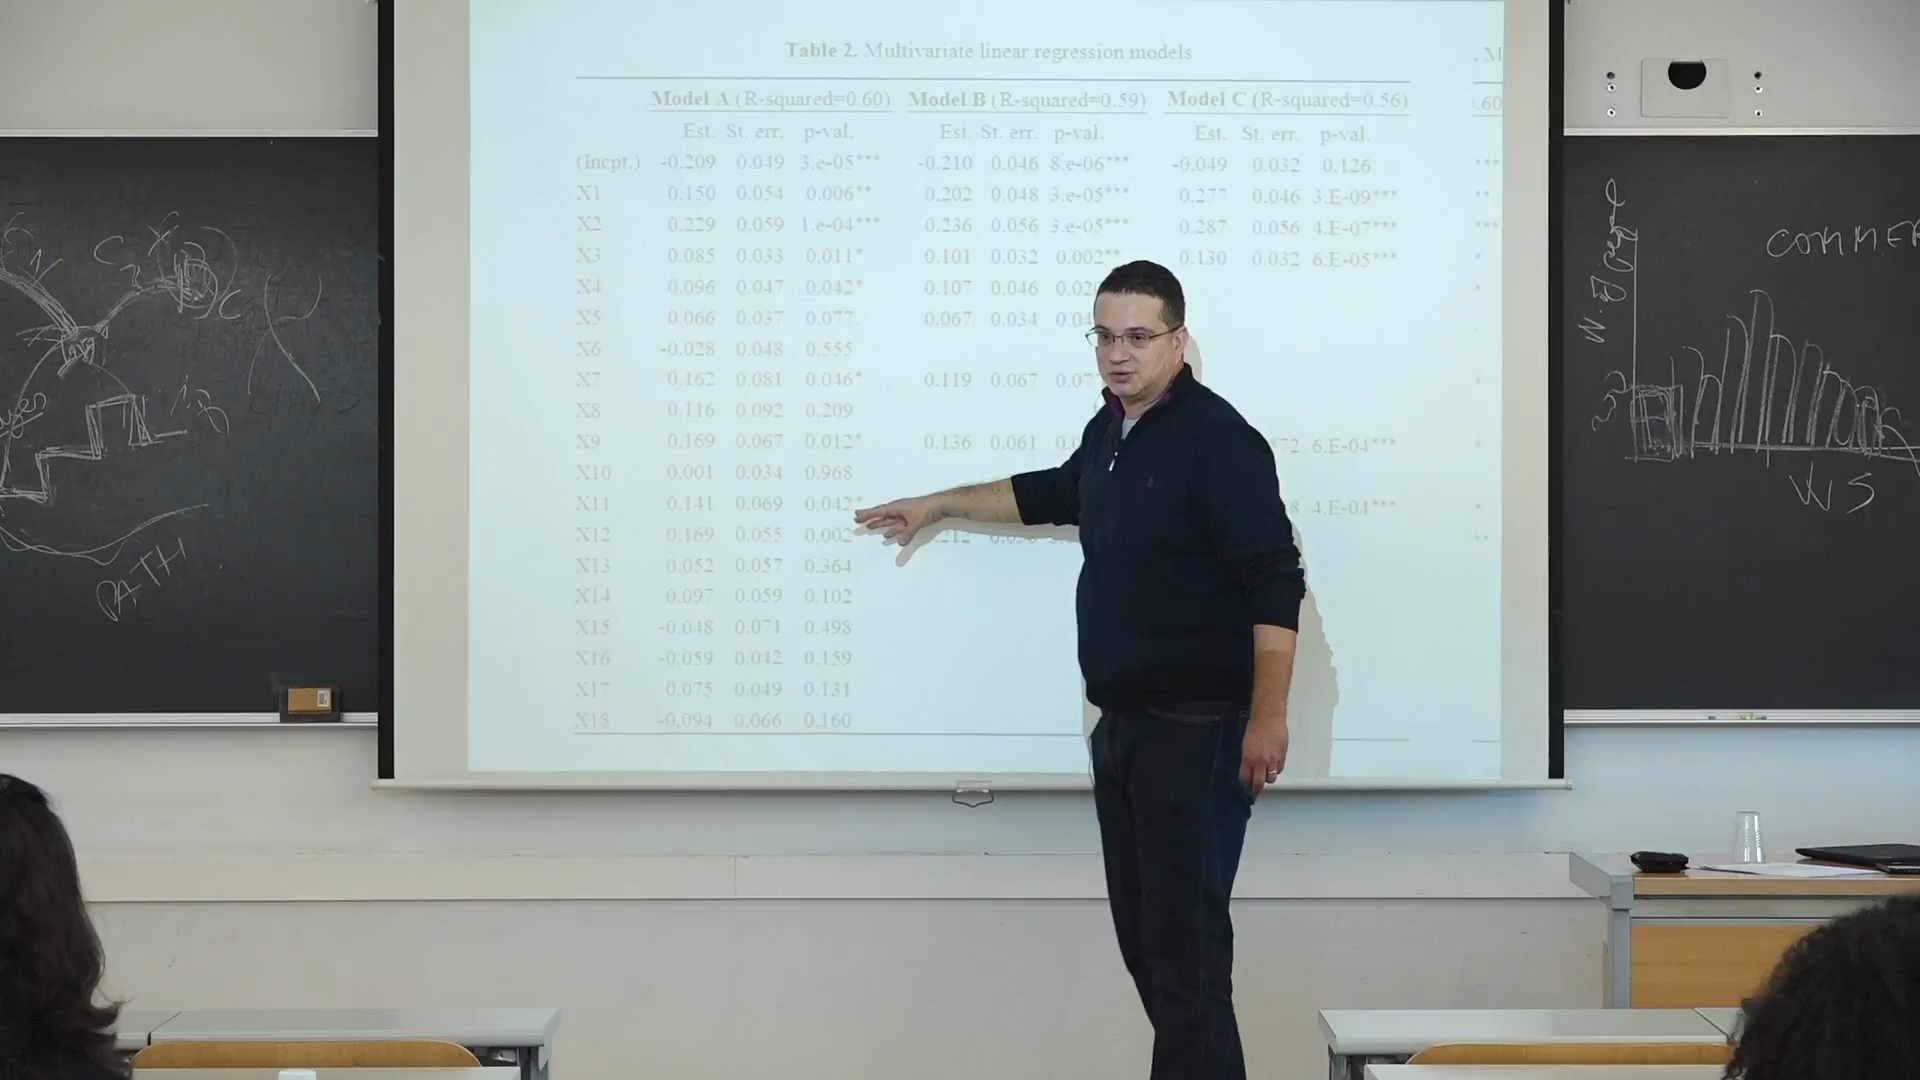 Table 2. Multivariate linear regression models
Model A (R-squared=0.60) Model B (R-squared=0.59) Model C (R-squared=0.56)
Est. St. err. p-val. Est. St. err. p-val. Est. St. err. p-val.
(Incpt.) -0.209 0.049 3.e-05*** -0.210 0.046 8.e-06*** -0.049 0.032 0.126
X1 0.150 0.054 0.006** 0.202 0.048 3.e-05*** 0.277 0.046 3.E-09***
X2 0.229 0.059 1.e-04*** 0.236 0.056 3.e-05*** 0.287 0.056 4.E-07***
X3 0.085 0.033 0.011* 0.101 0.032 0.002** 0.130 0.032 6.E-05***
X4 0.096 0.047 0.042* 0.107 0.046
X5 0.066 0.037 0.077. 0.067 0.034
X6 -0.028 0.048 0.555
X7 0.162 0.081 0.046* 0.119 0.067
X8 0.116 0.092 0.209
X9 0.169 0.067 0.012* 0.136 0.061 6.E-04***
X10 0.001 0.034 0.968
X11 0.141 0.069 0.042* 4.E-04***
X12 0.169 0.055 0.002
X13 0.052 0.057 0.364
X14 0.097 0.059 0.102
X15 -0.048 0.071 0.498
X16 -0.059 0.042 0.159
X17 0.075 0.049 0.131
X18 -0.094 0.066 0.160
PATH
COMMER
WS